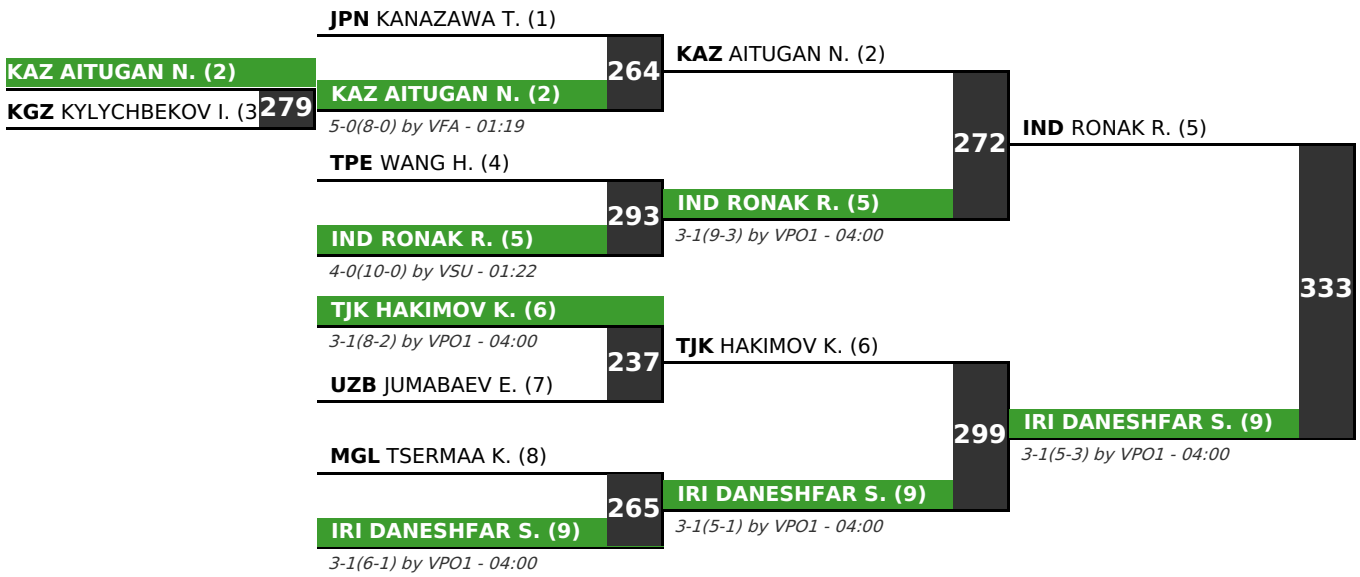 KAZ AITUGAN N. (2)
KGZ KYLYCHBEKOV I. (3
279
JPN KANAZAWA T. (1)
264
KAZ AITUGAN N. (2)
5-0(8-0) by VFA - 01:19
TPE WANG H. (4)
293
IND RONAK R. (5)
4-0(10-0) by VSU - 01:22
TJK HAKIMOV K. (6)
3-1(8-2) by VPO1 - 04:00
237
UZB JUMABAEV E. (7)
MGL TSERMAA K. (8)
265
IRI DANESHFAR S. (9)
3-1(6-1) by VPO1 - 04:00
KAZ AITUGAN N. (2)
272
IND RONAK R. (5)
3-1(9-3) by VPO1 - 04:00
TJK HAKIMOV K. (6)
299
IRI DANESHFAR S. (9)
3-1(5-1) by VPO1 - 04:00
IND RONAK R. (5)
333
IRI DANESHFAR S. (9)
3-1(5-3) by VPO1 - 04:00